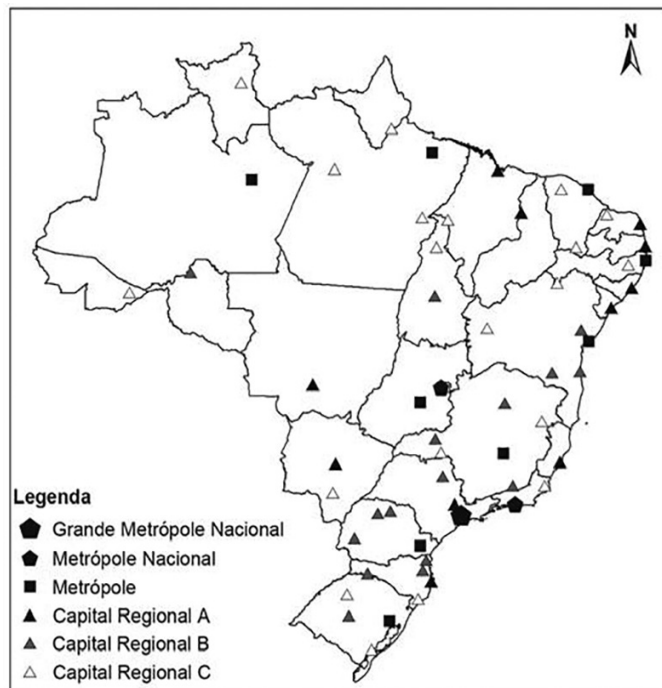 N
Legenda
Grande Metrópole Nacional
Metrópole Nacional
Metrópole
Capital Regional A
Capital Regional B
Capital Regional C